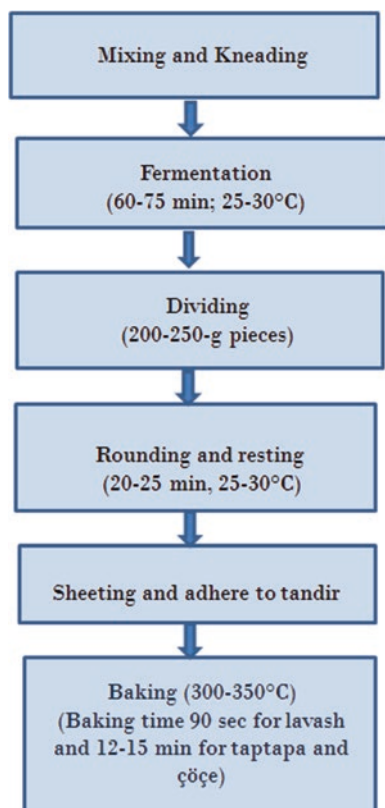 Mixing and Kneading
Fermentation
(60-75 min; 25-30°C)
Dividing
(200-250-g pieces)
Rounding and resting
(20-25 min, 25-30°C)
Sheeting and adhere to tandir
Baking (300-350°C)
(Baking time 90 sec for lavash
and 12-15 min for taptapa and
çöçe)